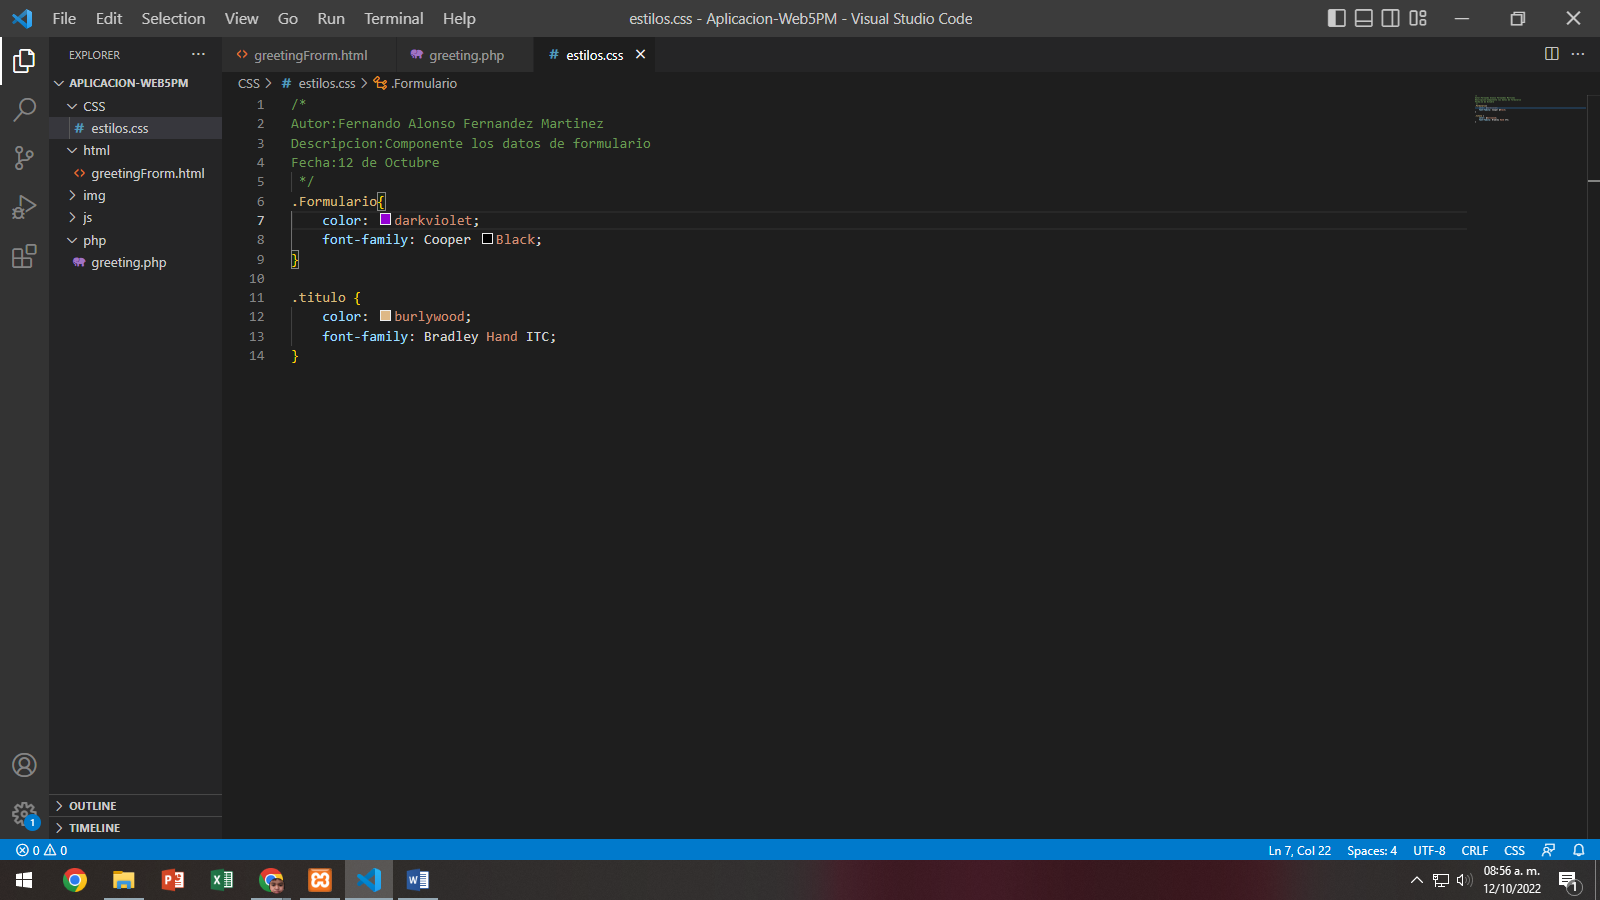 File Edit Selection View Go Run Terminal Help
estilos.css - Aplicacion-Web5PM - Visual Studio Code
EXPLORER
APLICACION-WEB5PM
CSS
estilos.css
html
greetingFrorm.html
img
js
php
greeting.php
OUTLINE
TIMELINE
greetingFrorm.html greeting.php estilos.css
CSS estilos.css .Formulario
1 /*
2 Autor:Fernando Alonso Fernandez Martinez
3 Descripcion:Componente los datos de formulario
4 Fecha:12 de Octubre
5 */
6 .Formulario{
7 color: darkviolet;
8 font-family: Cooper Black;
9 }
10
11 .titulo {
12 color: burlywood;
13 font-family: Bradley Hand ITC;
14 }
1
0 0 Ln 7, Col 22 Spaces: 4 UTF-8 CRLF CSS
08:56 a. m.
12/10/2022
1